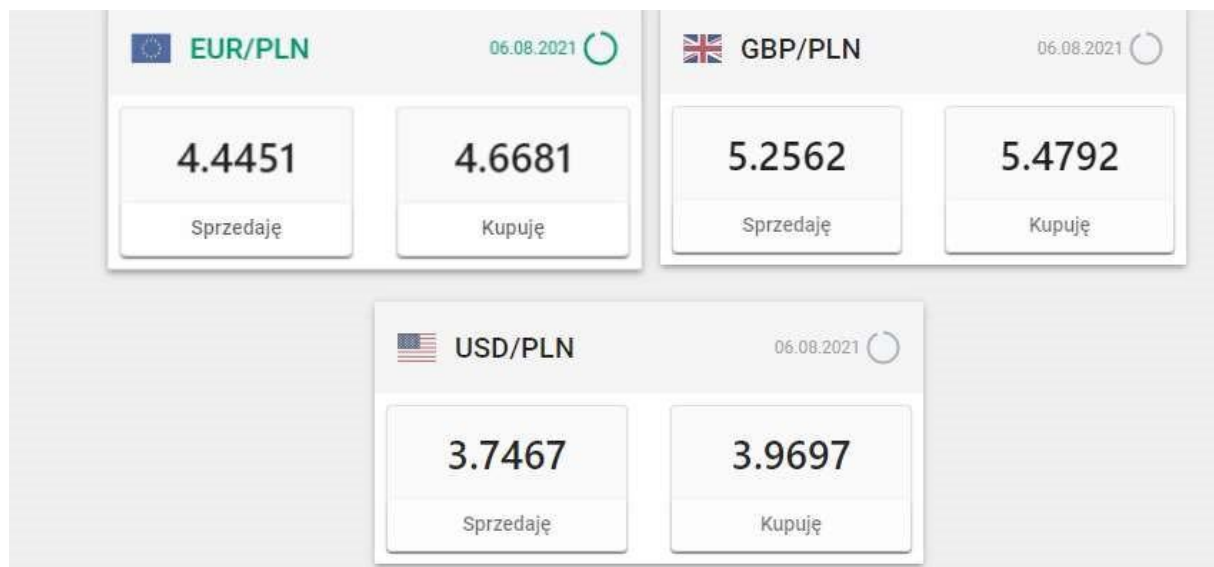 EUR/PLN 06.08.2021
4.4451 4.6681
Sprzedaję Kupuję
GBP/PLN 06.08.2021
5.2562 5.4792
Sprzedaję Kupuję
USD/PLN 06.08.2021
3.7467 3.9697
Sprzedaję Kupuję